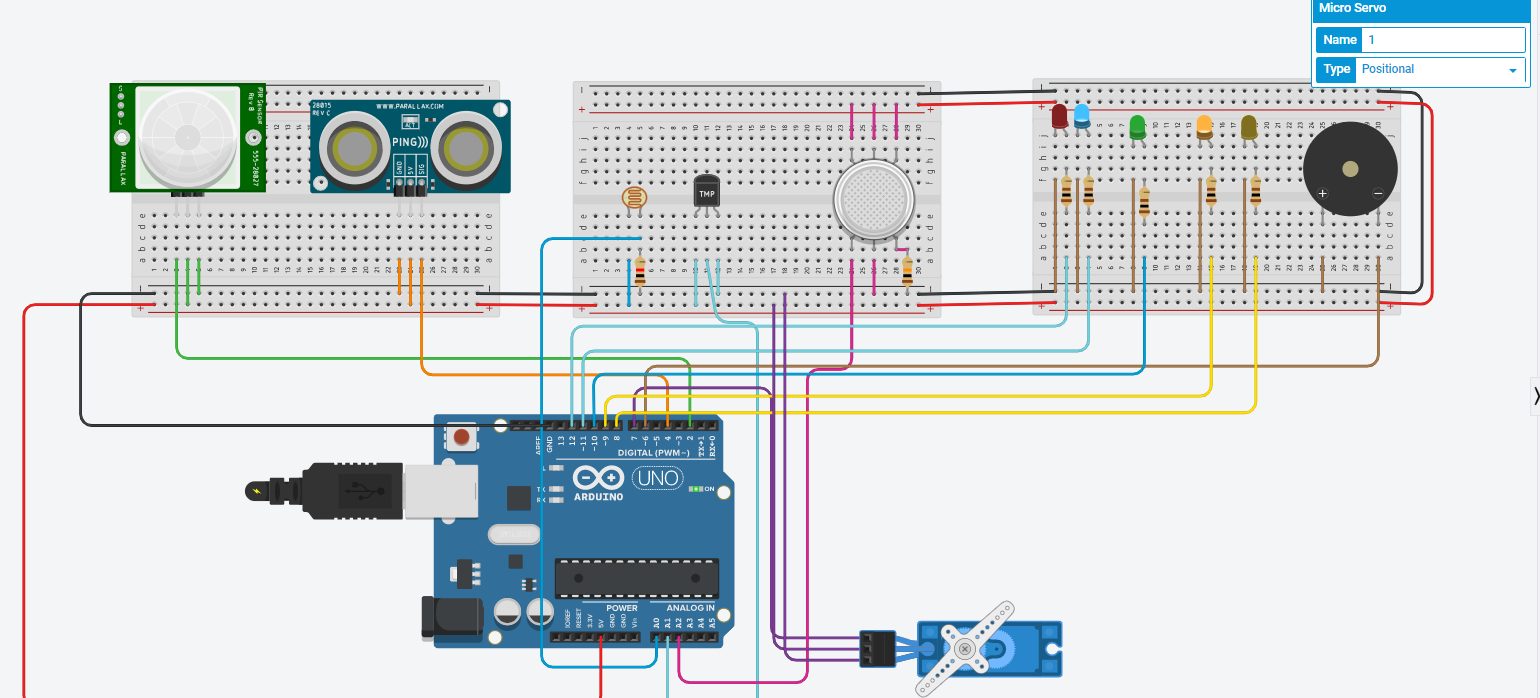 Micro Servo
Name 1
Type Positional
PIR Sensor
Rev B
PARALLAX
555-28027
28015
REV C
WWW.PARALLAX.COM
ACT
PING)))
GND
5V
SIG
TMP
+ −
AREF
GND
13
12
~11
~10
~9
8
7
~6
~5
4
~3
2
TX→1
RX←0
DIGITAL (PWM~)
L
TX
RX
ARDUINO
UNO
ON
POWER
ANALOG IN
IOREF
RESET
3.3V
5V
GND
GND
Vin
A0
A1
A2
A3
A4
A5